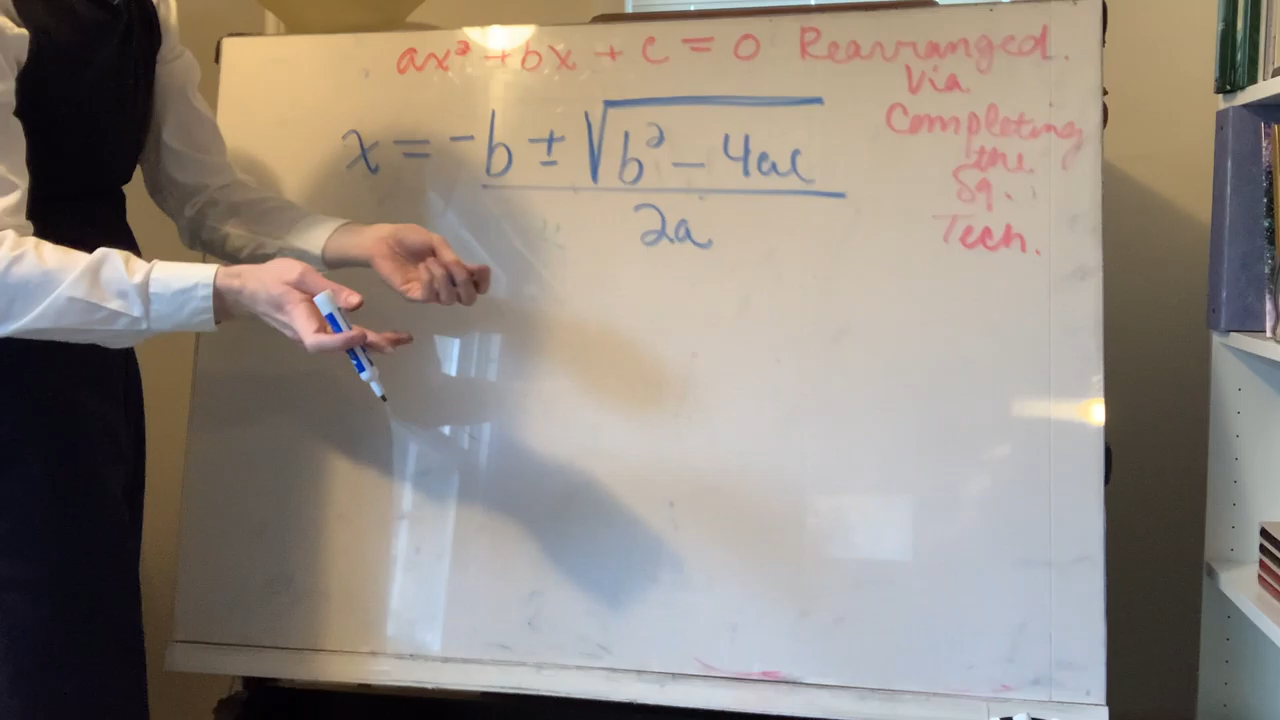 ax² + bx + c = 0 Rearranged.
Via
Completing
the
Sq.
Tech.
x = -b ± √b² - 4ac
2a